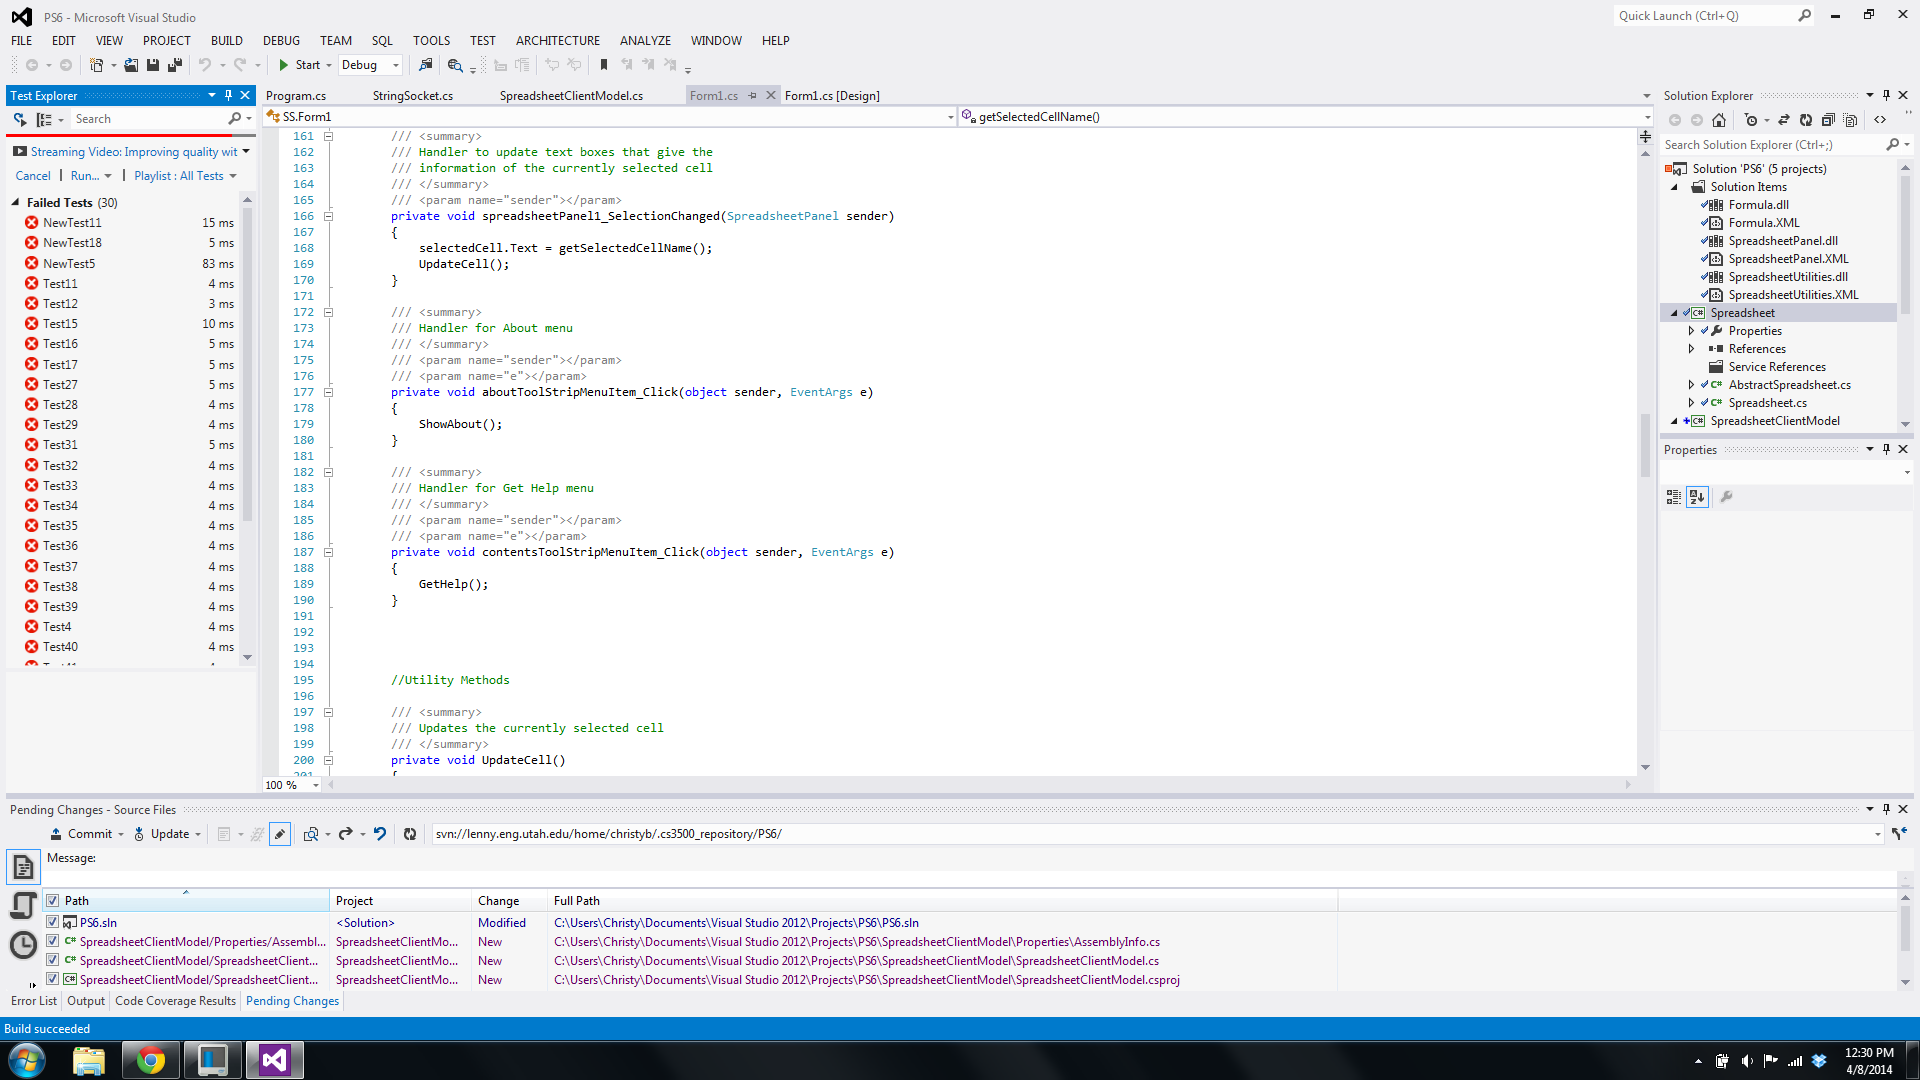 PS6 - Microsoft Visual Studio
Quick Launch (Ctrl+Q)
FILE EDIT VIEW PROJECT BUILD DEBUG TEAM SQL TOOLS TEST ARCHITECTURE ANALYZE WINDOW HELP
Start Debug
Test Explorer
Search
Streaming Video: Improving quality wit
Cancel | Run... | Playlist : All Tests
Failed Tests (30)
NewTest11 15 ms
NewTest18 5 ms
NewTest5 83 ms
Test11 4 ms
Test12 3 ms
Test15 10 ms
Test16 5 ms
Test17 5 ms
Test27 5 ms
Test28 4 ms
Test29 4 ms
Test31 5 ms
Test32 4 ms
Test33 4 ms
Test34 4 ms
Test35 4 ms
Test36 4 ms
Test37 4 ms
Test38 4 ms
Test39 4 ms
Test4 4 ms
Test40 4 ms
Program.cs StringSocket.cs SpreadsheetClientModel.cs Form1.cs Form1.cs [Design]
SS.Form1 getSelectedCellName()
161 /// <summary>
162 /// Handler to update text boxes that give the
163 /// information of the currently selected cell
164 /// </summary>
165 /// <param name="sender"></param>
166 private void spreadsheetPanel1_SelectionChanged(SpreadsheetPanel sender)
167 {
168 selectedCell.Text = getSelectedCellName();
169 UpdateCell();
170 }
171
172 /// <summary>
173 /// Handler for About menu
174 /// </summary>
175 /// <param name="sender"></param>
176 /// <param name="e"></param>
177 private void aboutToolStripMenuItem_Click(object sender, EventArgs e)
178 {
179 ShowAbout();
180 }
181
182 /// <summary>
183 /// Handler for Get Help menu
184 /// </summary>
185 /// <param name="sender"></param>
186 /// <param name="e"></param>
187 private void contentsToolStripMenuItem_Click(object sender, EventArgs e)
188 {
189 GetHelp();
190 }
191
192
193
194
195 //Utility Methods
196
197 /// <summary>
198 /// Updates the currently selected cell
199 /// </summary>
200 private void UpdateCell()
201 {
100 %
Solution Explorer
Search Solution Explorer (Ctrl+;)
Solution 'PS6' (5 projects)
Solution Items
Formula.dll
Formula.XML
SpreadsheetPanel.dll
SpreadsheetPanel.XML
SpreadsheetUtilities.dll
SpreadsheetUtilities.XML
Spreadsheet
Properties
References
Service References
AbstractSpreadsheet.cs
Spreadsheet.cs
SpreadsheetClientModel
Properties
Pending Changes - Source Files
Commit Update svn://lenny.eng.utah.edu/home/christyb/.cs3500_repository/PS6/
Message:
Path Project Change Full Path
PS6.sln <Solution> Modified C:\Users\Christy\Documents\Visual Studio 2012\Projects\PS6\PS6.sln
SpreadsheetClientModel/Properties/Assembl... SpreadsheetClientMo... New C:\Users\Christy\Documents\Visual Studio 2012\Projects\PS6\SpreadsheetClientModel\Properties\AssemblyInfo.cs
SpreadsheetClientModel/SpreadsheetClient... SpreadsheetClientMo... New C:\Users\Christy\Documents\Visual Studio 2012\Projects\PS6\SpreadsheetClientModel\SpreadsheetClientModel.cs
SpreadsheetClientModel/SpreadsheetClient... SpreadsheetClientMo... New C:\Users\Christy\Documents\Visual Studio 2012\Projects\PS6\SpreadsheetClientModel\SpreadsheetClientModel.csproj
Error List Output Code Coverage Results Pending Changes
Build succeeded
12:30 PM
4/8/2014